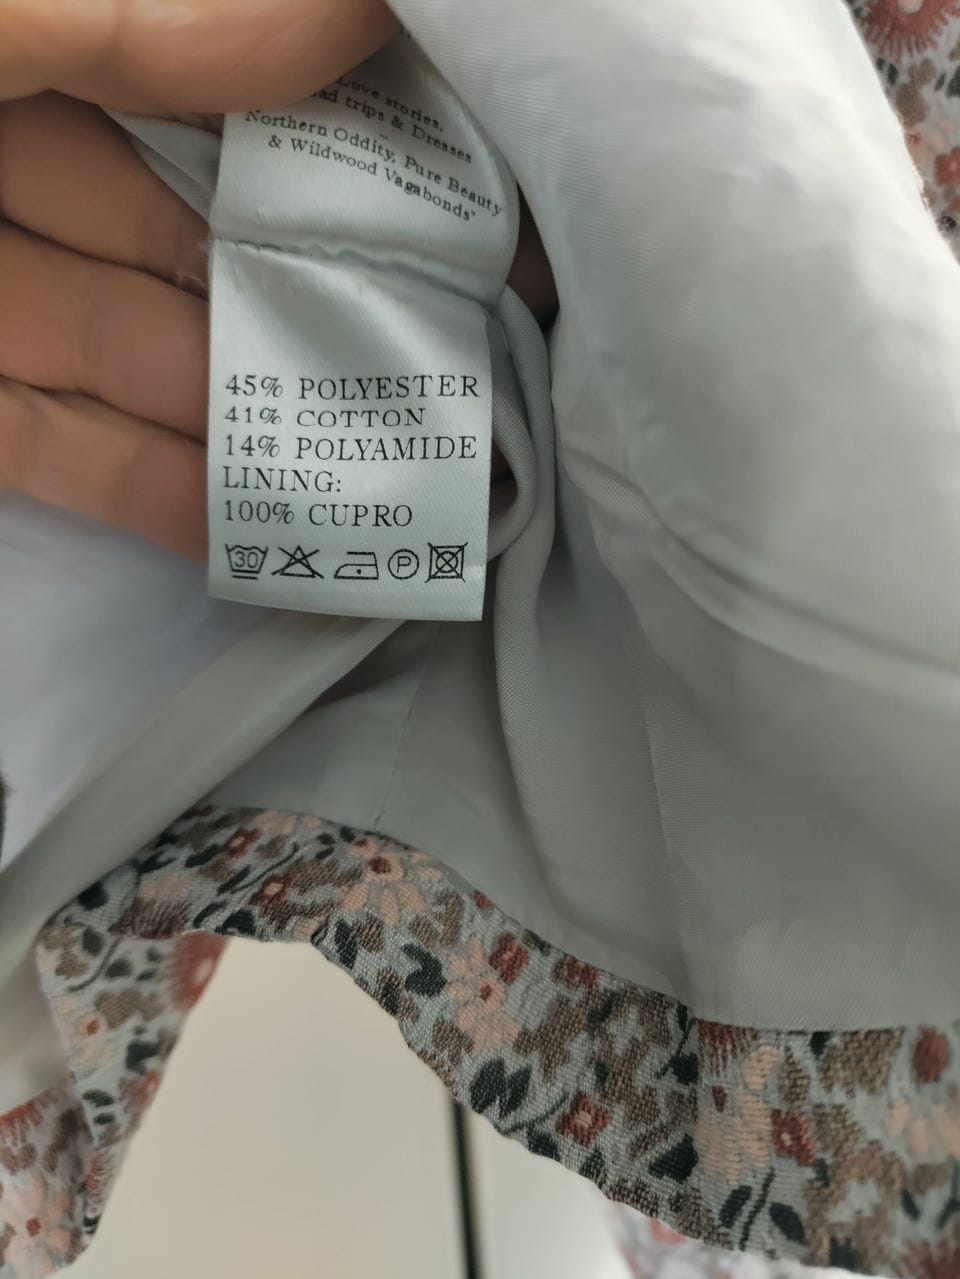 Love stories,
trips & Dresses
Northern Oddity, Pure Beauty
& Wildwood Vagabonds"
45% POLYESTER
41% COTTON
14% POLYAMIDE
LINING:
100% CUPRO
30 P